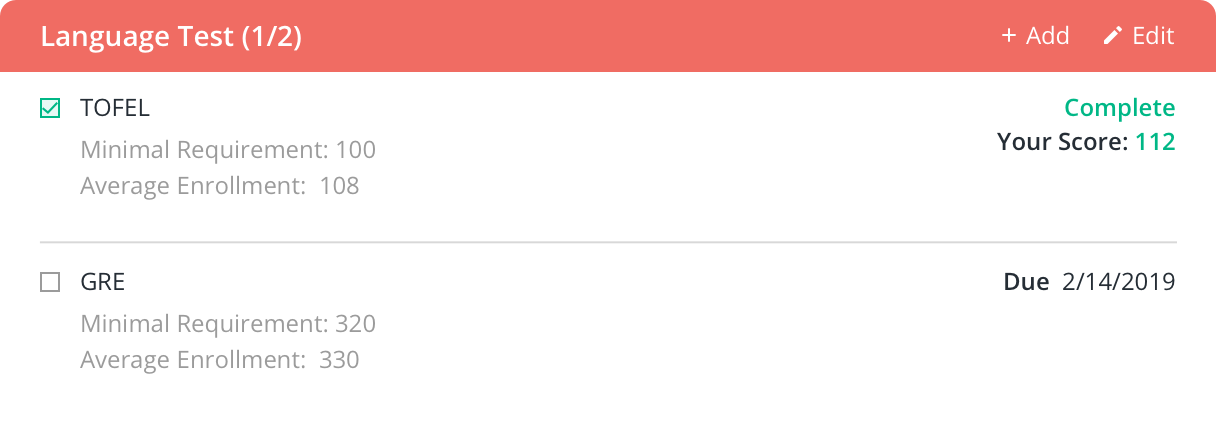 Language Test (1/2) + Add Edit
TOFEL Complete
Your Score: 112
Minimal Requirement: 100
Average Enrollment: 108
GRE Due 2/14/2019
Minimal Requirement: 320
Average Enrollment: 330